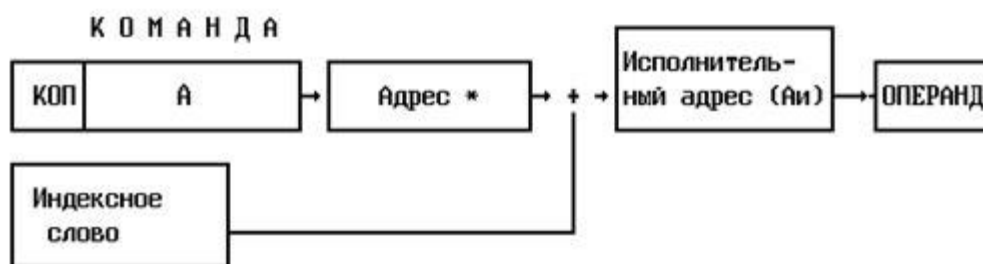 К О М А Н Д А
КОП А Адрес * + Исполнитель-
ный адрес (Аи) ОПЕРАНД
Индексное
слово